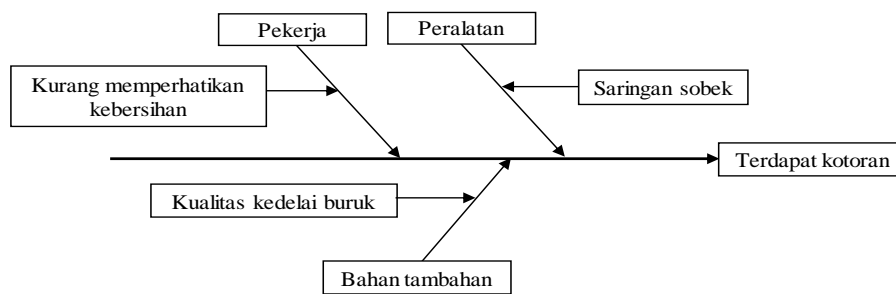 Pekerja
Peralatan
Kurang memperhatikan
kebersihan
Saringan sobek
Terdapat kotoran
Kualitas kedelai buruk
Bahan tambahan